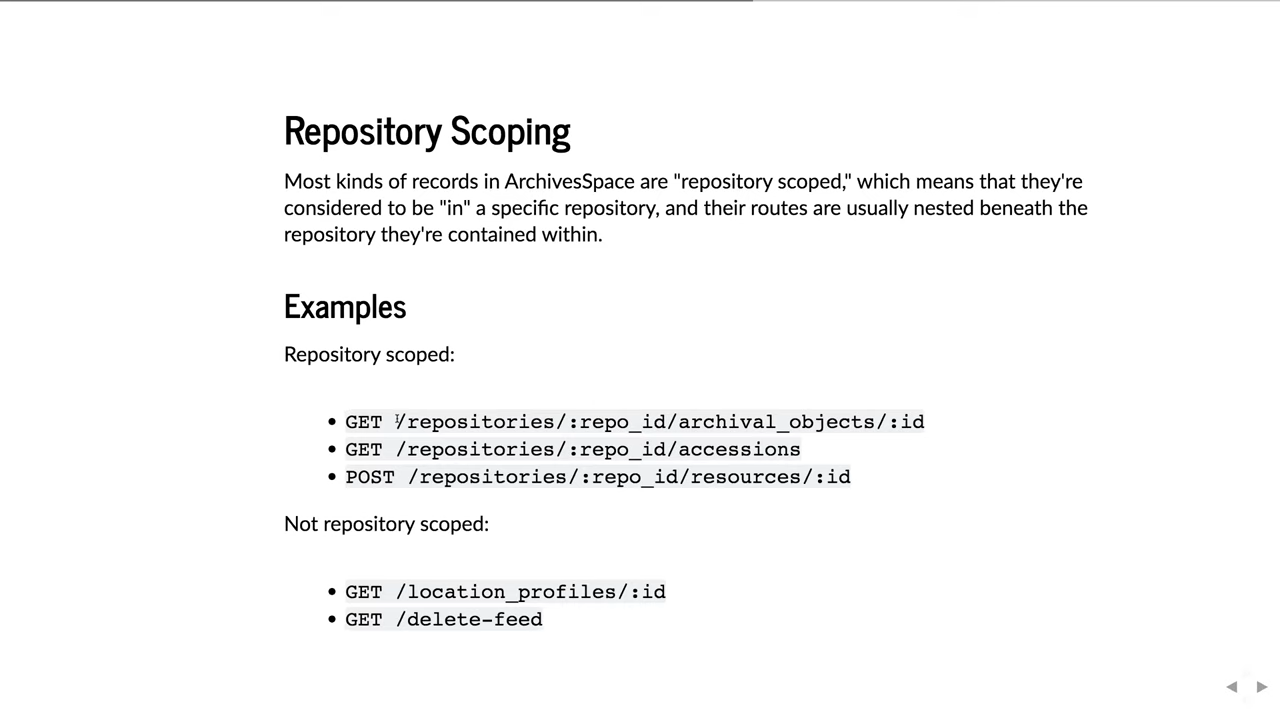 Repository Scoping
Most kinds of records in ArchivesSpace are "repository scoped," which means that they're
considered to be "in" a specific repository, and their routes are usually nested beneath the
repository they're contained within.
Examples
Repository scoped:
• GET /repositories/:repo_id/archival_objects/:id
• GET /repositories/:repo_id/accessions
• POST /repositories/:repo_id/resources/:id
Not repository scoped:
• GET /location_profiles/:id
• GET /delete-feed